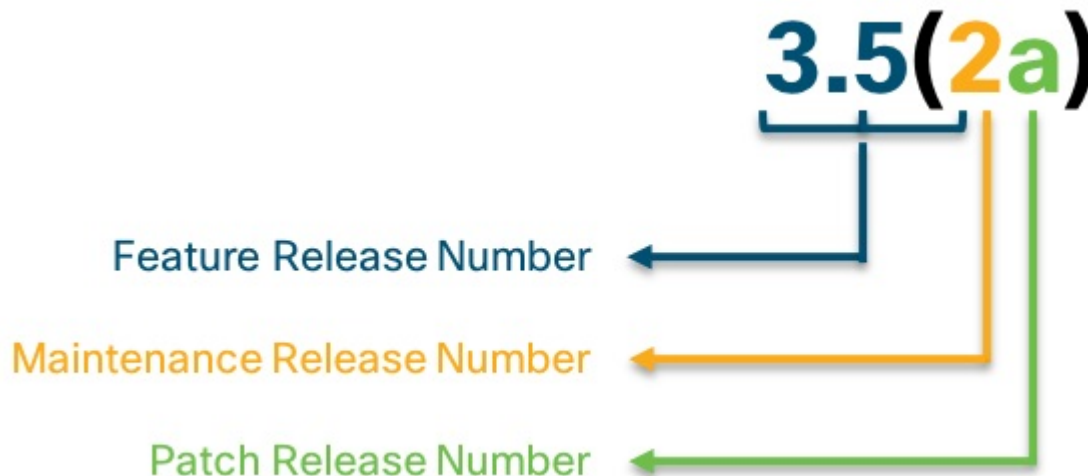 3.5(2a)
Feature Release Number
Maintenance Release Number
Patch Release Number